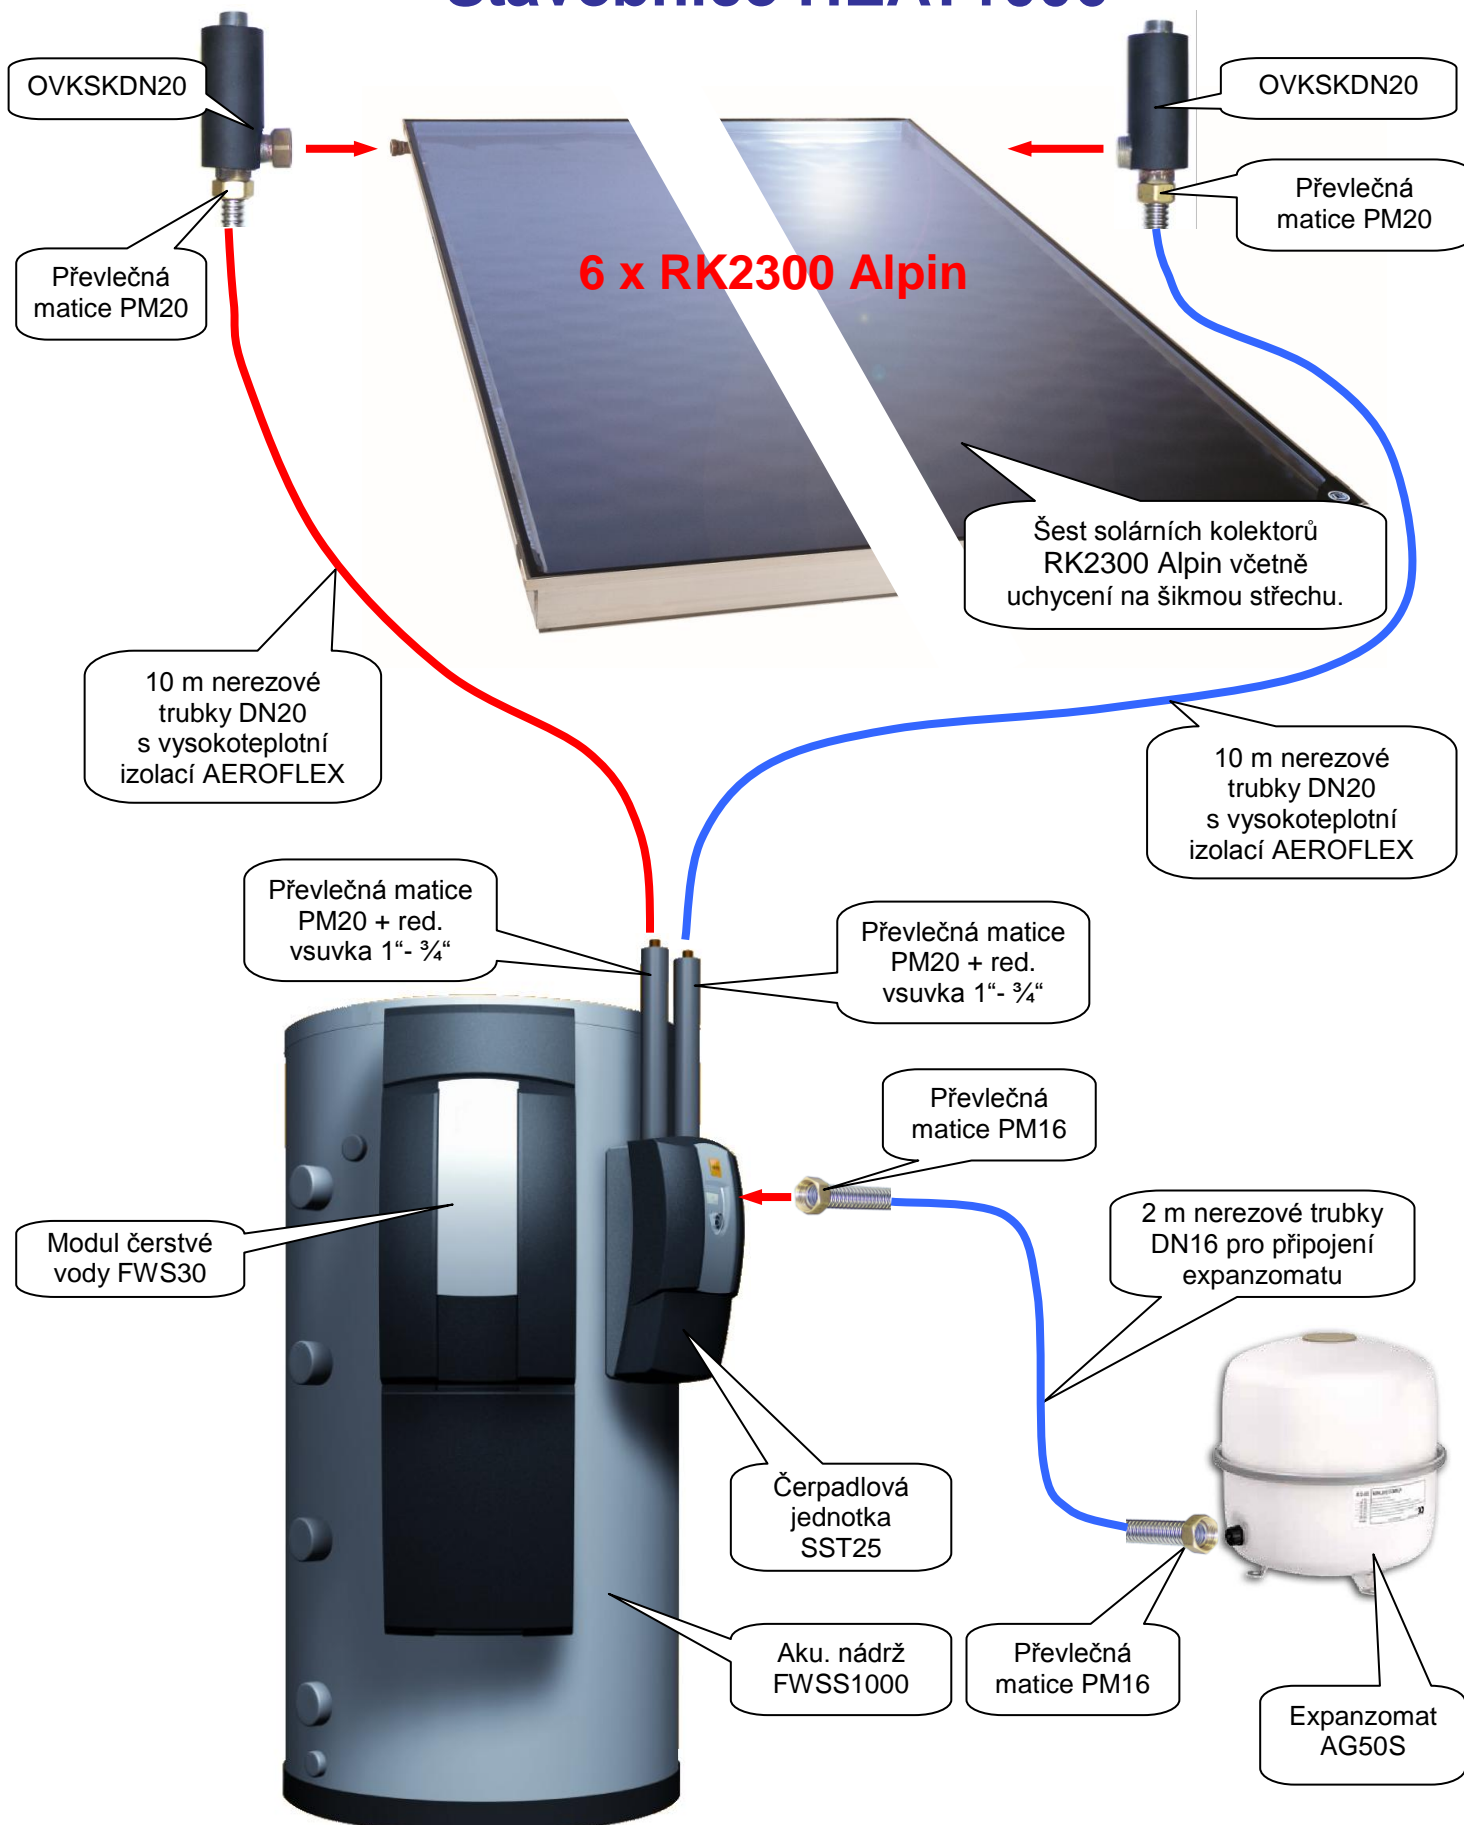 OVKSKDN20
OVKSKDN20
Převlečná
matice PM20
Převlečná
matice PM20
6 x RK2300 Alpin
Šest solárních kolektorů
RK2300 Alpin včetně
uchycení na šikmou střechu.
10 m nerezové
trubky DN20
s vysokoteplotní
izolací AEROFLEX
10 m nerezové
trubky DN20
s vysokoteplotní
izolací AEROFLEX
Převlečná matice
PM20 + red.
vsuvka 1“- ¾“
Převlečná matice
PM20 + red.
vsuvka 1“- ¾“
Převlečná
matice PM16
2 m nerezové trubky
DN16 pro připojení
expanzomatu
Modul čerstvé
vody FWS30
Čerpadlová
jednotka
SST25
Aku. nádrž
FWSS1000
Převlečná
matice PM16
Expanzomat
AG50S